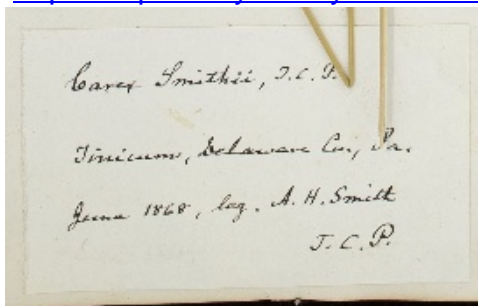 Carex Smithii, T.C.P.
Tinicum, Delaware Co., Pa.
June 1868, leg. A. H. Smith
T. C. P.